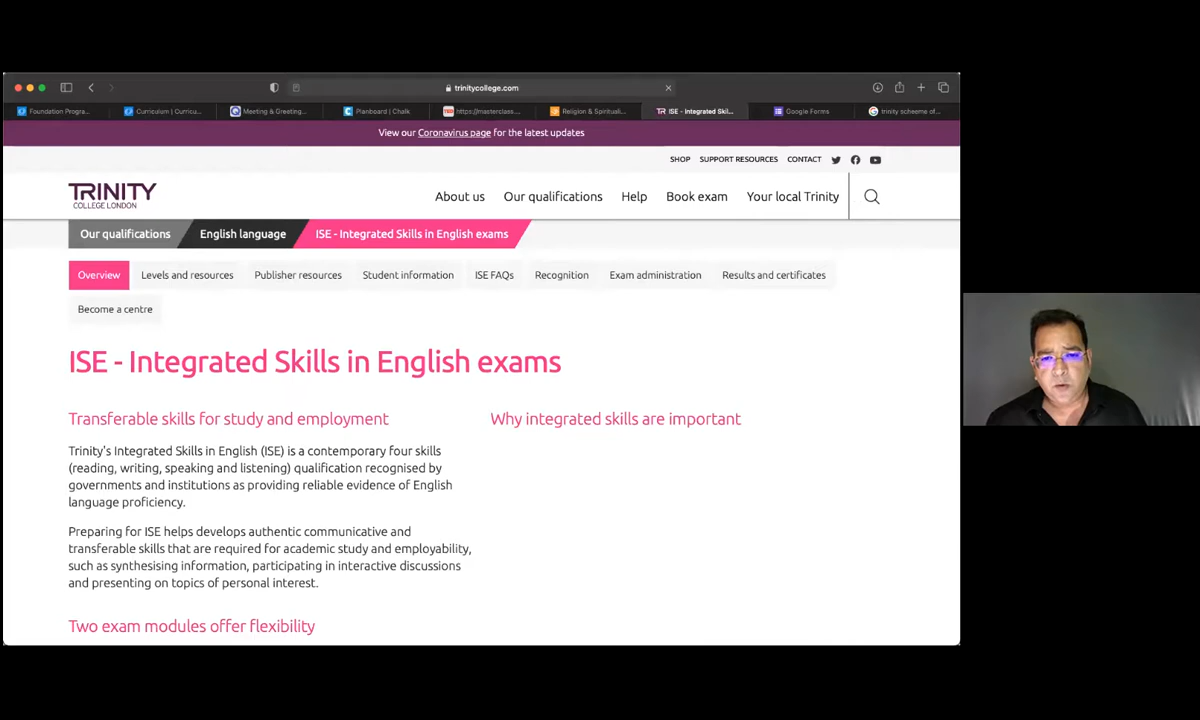 trinitycollege.com
Foundation Progra...
Curriculum | Curricu...
Meeting & Greeting...
Planboard | Chalk
https://masterclass...
Religion & Spirituali...
ISE - Integrated Skil...
Google Forms
trinity scheeme of...
View our Coronavirus page for the latest updates
SHOP SUPPORT RESOURCES CONTACT
TRINITY
COLLEGE LONDON
About us Our qualifications Help Book exam Your local Trinity
Our qualifications English language ISE - Integrated Skills in English exams
Overview Levels and resources Publisher resources Student information ISE FAQs Recognition Exam administration Results and certificates
Become a centre
ISE - Integrated Skills in English exams
Transferable skills for study and employment
Trinity's Integrated Skills in English (ISE) is a contemporary four skills
(reading, writing, speaking and listening) qualification recognised by
governments and institutions as providing reliable evidence of English
language proficiency.
Preparing for ISE helps develops authentic communicative and
transferable skills that are required for academic study and employability,
such as synthesising information, participating in interactive discussions
and presenting on topics of personal interest.
Two exam modules offer flexibility
Why integrated skills are important